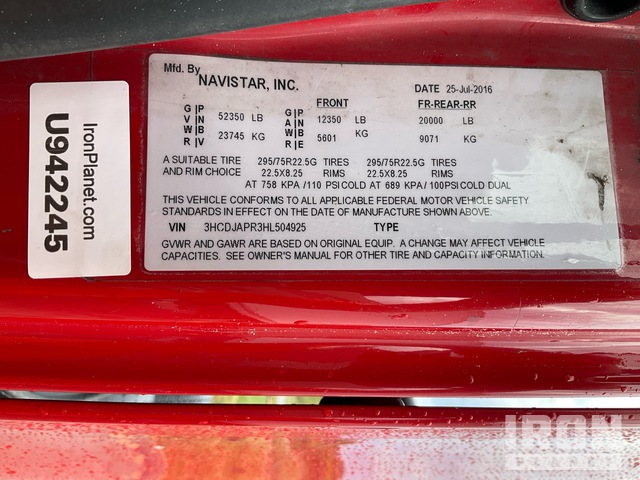 IronPlanet.com
U942245
Mfd. By
NAVISTAR, INC.
DATE 25-Jul-2016
G|P FRONT FR-REAR-RR
V|N 52350 LB G|P 12350 LB 20000 LB
W|B A|N
R|V 23745 KG W|B 5601 KG 9071 KG
R|E
A SUITABLE TIRE 295/75R22.5G TIRES 295/75R22.5G TIRES
AND RIM CHOICE 22.5X8.25 RIMS 22.5X8.25 RIMS
AT 758 KPA /110 PSI COLD AT 689 KPA / 100PSI COLD DUAL
THIS VEHICLE CONFORMS TO ALL APPLICABLE FEDERAL MOTOR VEHICLE SAFETY
STANDARDS IN EFFECT ON THE DATE OF MANUFACTURE SHOWN ABOVE.
VIN 3HCDJAPR3HL504925 TYPE
GVWR AND GAWR ARE BASED ON ORIGINAL EQUIP. A CHANGE MAY AFFECT VEHICLE
CAPACITIES. SEE OWNER'S MANUAL FOR OTHER TIRE AND CAPACITY INFORMATION.
IRON